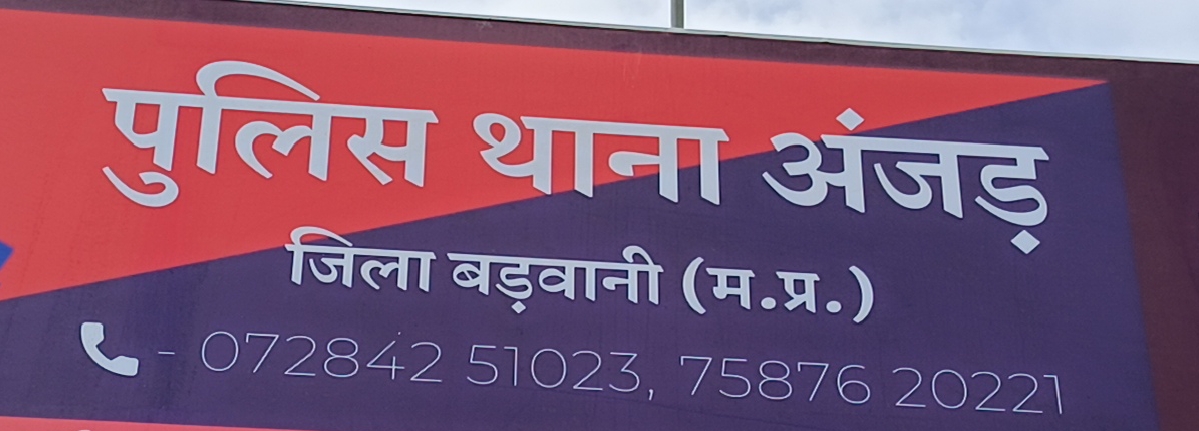 पुलिस थाना अंजड़
जिला बड़वानी (म.प्र.)
- 072842 51023, 75876 20221